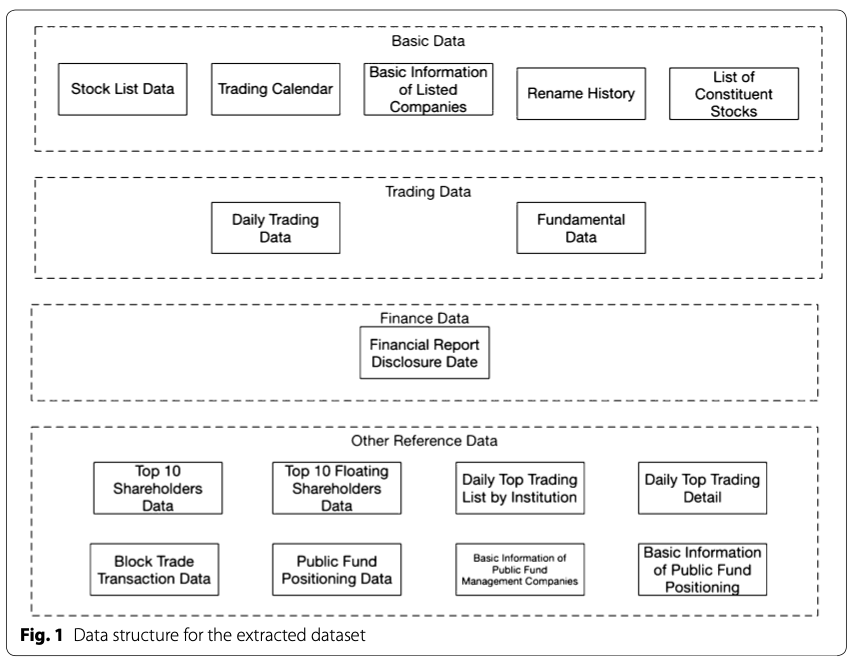 Basic Data
Stock List Data
Trading Calendar
Basic Information
of Listed
Companies
Rename History
List of
Constituent
Stocks
Trading Data
Daily Trading
Data
Fundamental
Data
Finance Data
Financial Report
Disclosure Date
Other Reference Data
Top 10
Shareholders
Data
Top 10 Floating
Shareholders
Data
Daily Top Trading
List by Institution
Daily Top Trading
Detail
Block Trade
Transaction Data
Public Fund
Positioning Data
Basic Information of
Public Fund
Management Companies
Basic Information
of Public Fund
Positioning
Fig. 1 Data structure for the extracted dataset